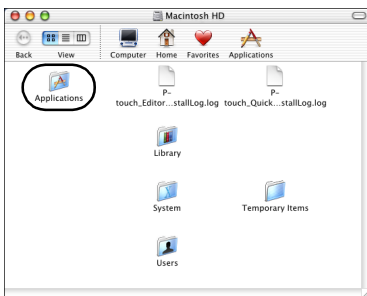 Macintosh HD
Back View Computer Home Favorites Applications
Applications
P-
touch_Editor...stallLog.log
P-
touch_Quick...stallLog.log
Library
System
Temporary Items
Users